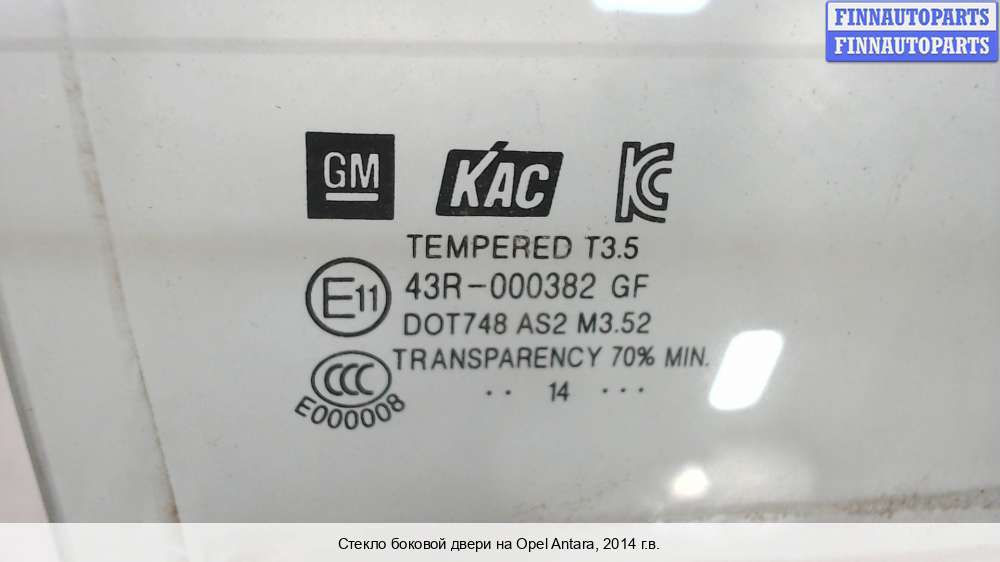 FINNAUTOPARTS
FINNAUTOPARTS
GM KAC KC
TEMPERED T3.5
E11 43R-000382 GF
DOT748 AS2 M3.52
CCC TRANSPARENCY 70% MIN.
E000008
·· 14 ···
Стекло боковой двери на Opel Antara, 2014 г.в.